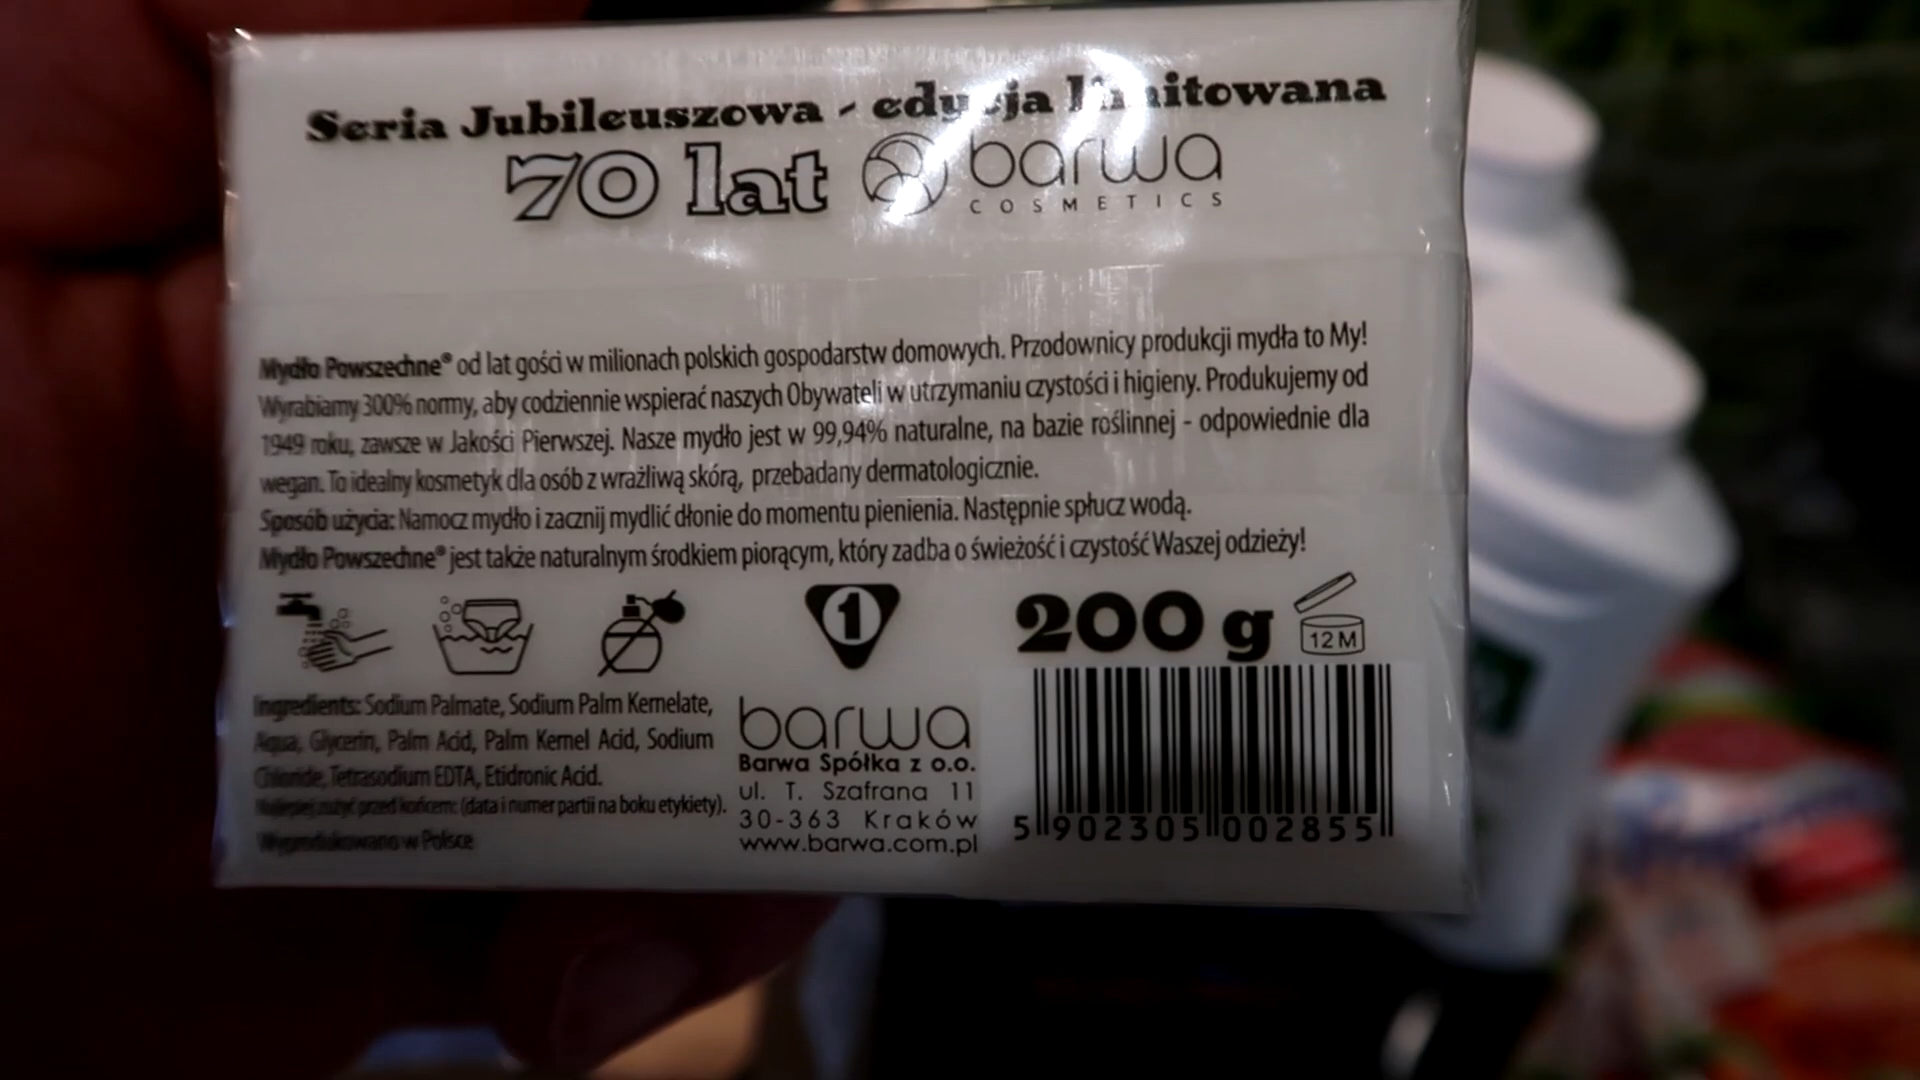 Seria Jubileuszowa - edycja limitowana
70 lat barwa
COSMETICS
Mydło Powszechne® od lat gości w milionach polskich gospodarstw domowych. Przodownicy produkcji mydła to My!
Wyrabiamy 300% normy, aby codziennie wspierać naszych Obywateli w utrzymaniu czystości i higieny. Produkujemy od
1949 roku, zawsze w Jakości Pierwszej. Nasze mydło jest w 99,94% naturalne, na bazie roślinnej - odpowiednie dla
wegan. To idealny kosmetyk dla osób z wrażliwą skórą, przebadany dermatologicznie.
Sposób użycia: Namocz mydło i zacznij mydlić dłonie do momentu pienienia. Następnie spłucz wodą.
Mydło Powszechne® jest także naturalnym środkiem piorącym, który zadba o świeżość i czystość Waszej odzieży!
1
200 g
12 M
Ingredients: Sodium Palmate, Sodium Palm Kernelate,
Aqua, Glycerin, Palm Acid, Palm Kernel Acid, Sodium
Chloride, Tetrasodium EDTA, Etidronic Acid.
Najlepiej zużyć przed końcem: (data i numer partii na boku etykiety).
Wyprodukowano w Polsce
barwa
Barwa Spółka z o.o.
ul. T. Szafrana 11
30-363 Kraków
www.barwa.com.pl
5 902305 002855